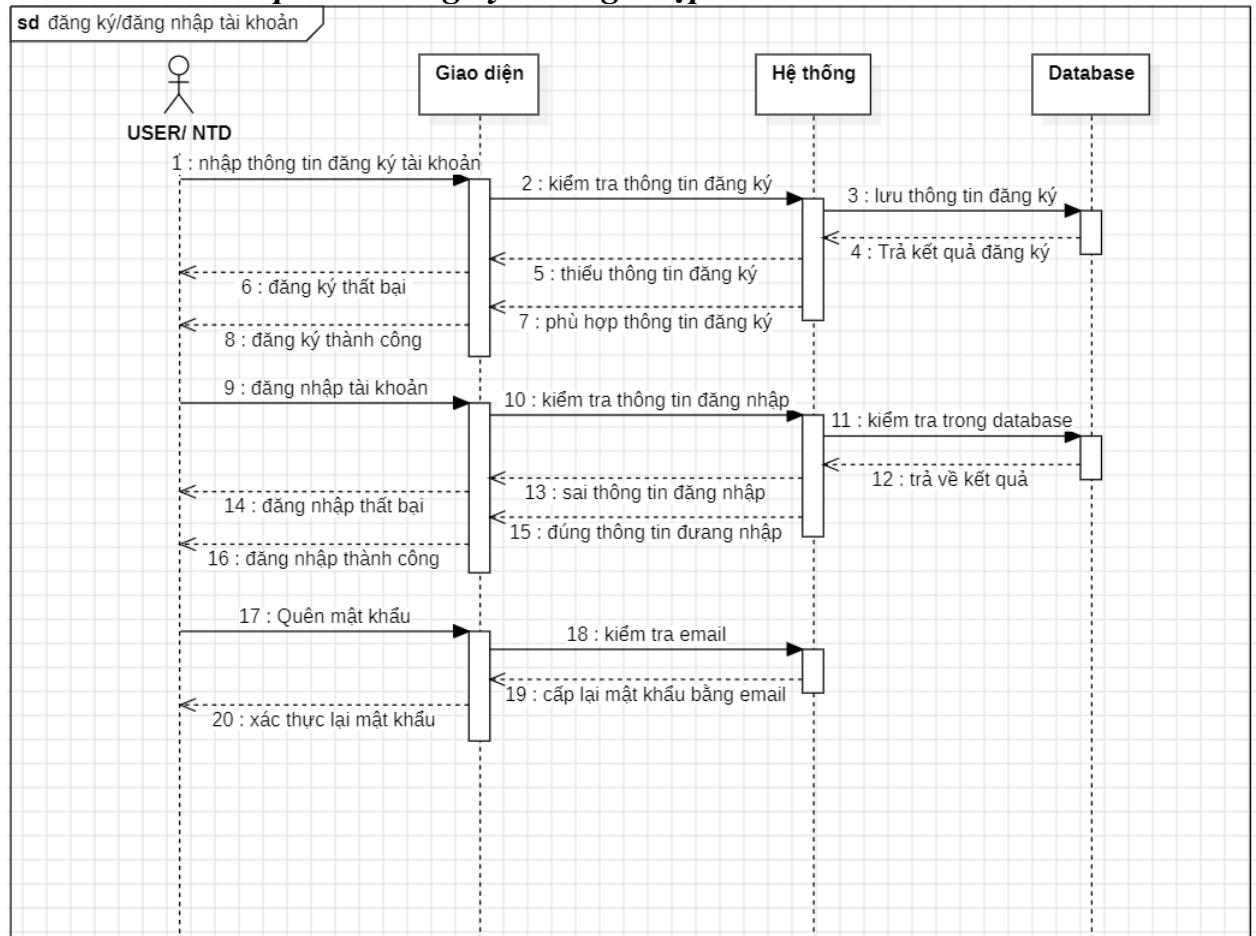 sd đăng ký/đăng nhập tài khoản
Giao diện
Hệ thống
Database
USER/ NTD
1 : nhập thông tin đăng ký tài khoản
2 : kiểm tra thông tin đăng ký
3 : lưu thông tin đăng ký
4 : Trả kết quả đăng ký
5 : thiếu thông tin đăng ký
6 : đăng ký thất bại
7 : phù hợp thông tin đăng ký
8 : đăng ký thành công
9 : đăng nhập tài khoản
10 : kiểm tra thông tin đăng nhập
11 : kiểm tra trong database
12 : trả về kết quả
13 : sai thông tin đăng nhập
14 : đăng nhập thất bại
15 : đúng thông tin đưang nhập
16 : đăng nhập thành công
17 : Quên mật khẩu
18 : kiểm tra email
19 : cấp lại mật khẩu bằng email
20 : xác thực lại mật khẩu